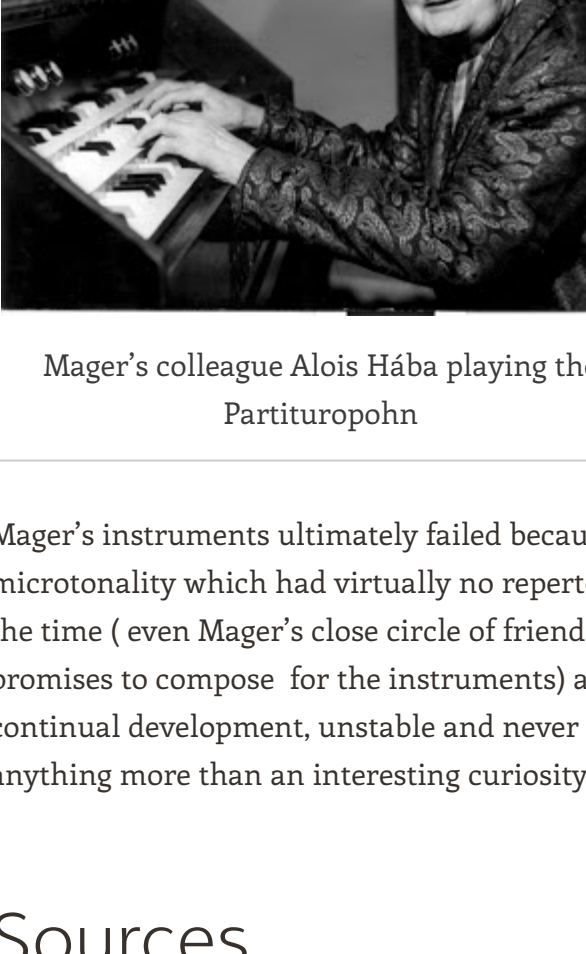 Mager’s colleague Alois Hába playing the
Partituropohn
Mager’s instruments ultimately failed becau
microtonality which had virtually no reperto
the time ( even Mager’s close circle of friend
promises to compose  for the instruments) a
continual development, unstable and never
anything more than an interesting curiosity
Sources